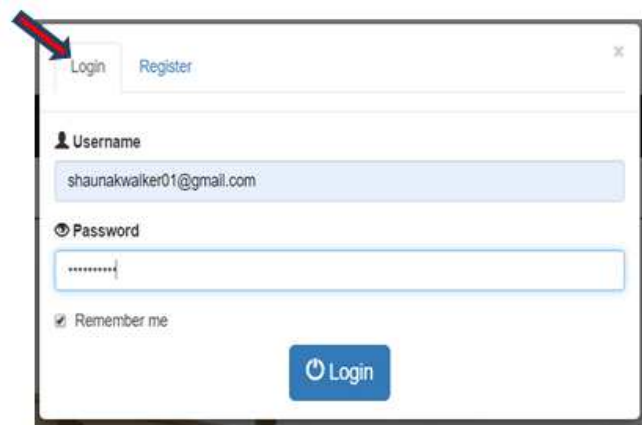 Login Register ×
Username
shaunakwalker01@gmail.com
Password
••••••••••
Remember me
Login